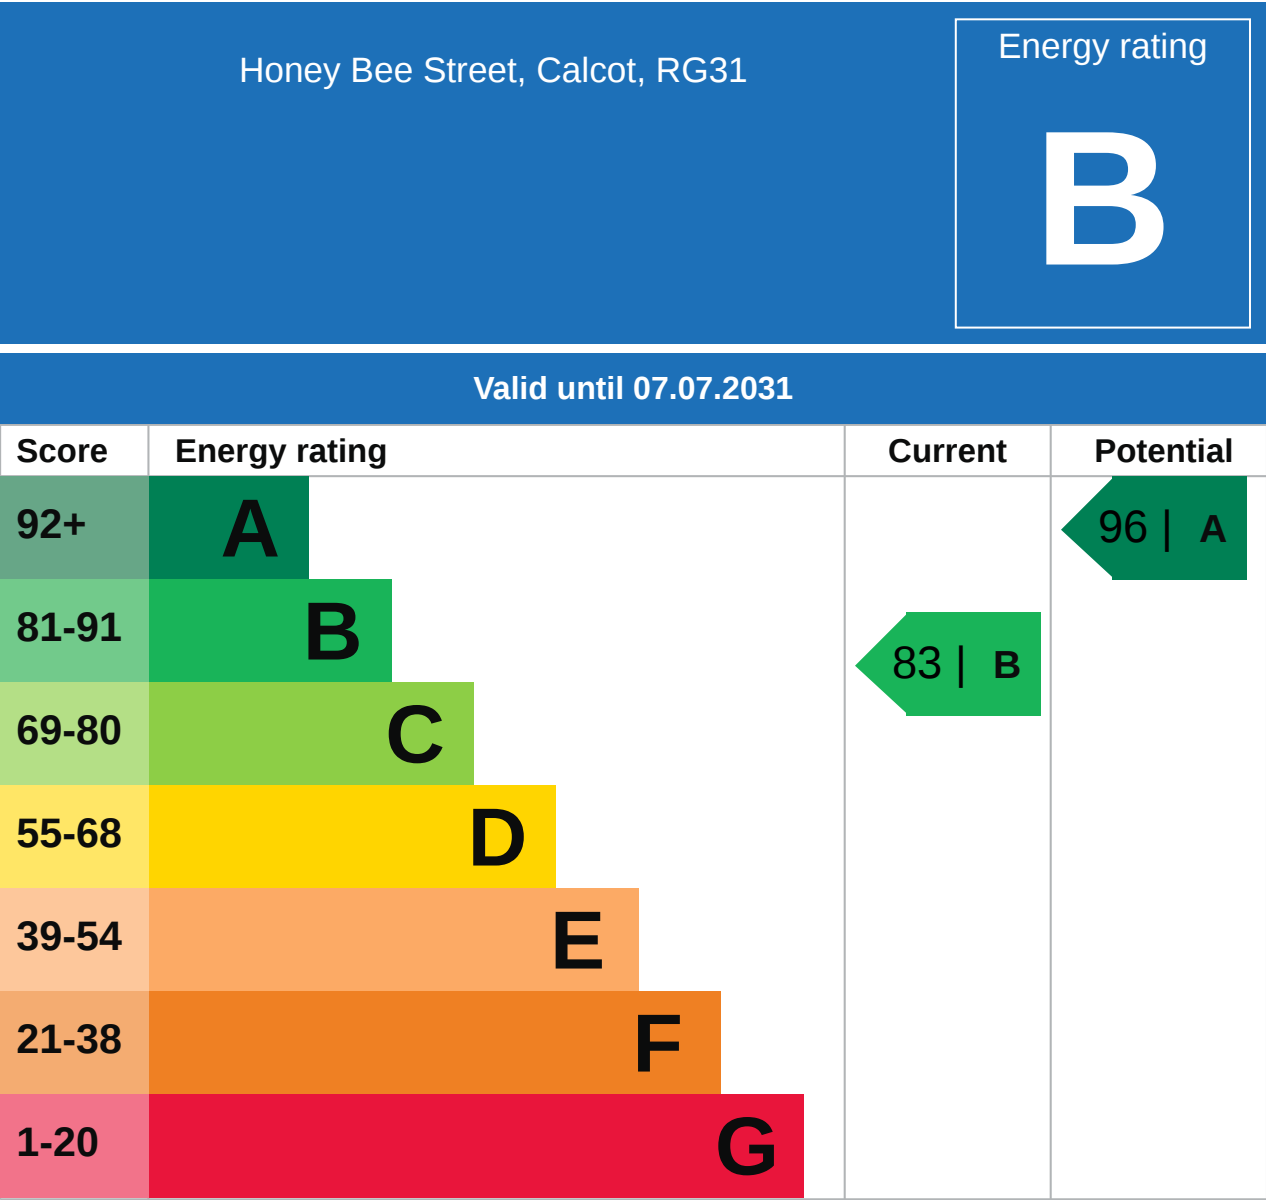 Honey Bee Street, Calcot, RG31
Energy rating
B
Valid until 07.07.2031
Score Energy rating Current Potential
92+ A 96 | A
81-91 B 83 | B
69-80 C
55-68 D
39-54 E
21-38 F
1-20 G